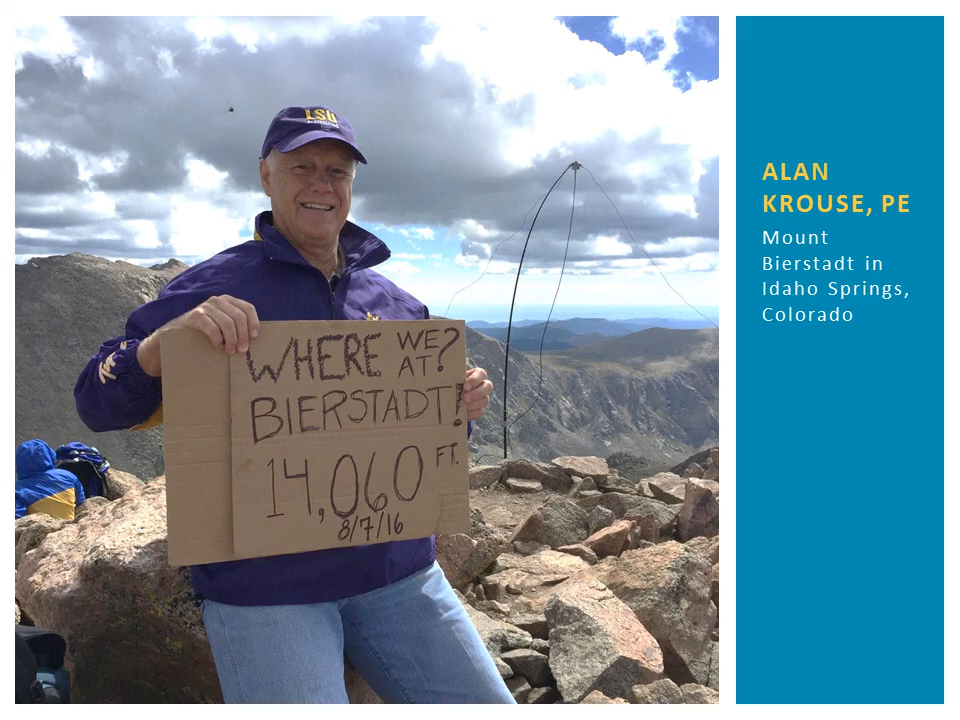 LSU
WHERE WE AT?
BIERSTADT!
14,060 FT.
8/7/16
ALAN
KROUSE, PE
Mount
Bierstadt in
Idaho Springs,
Colorado